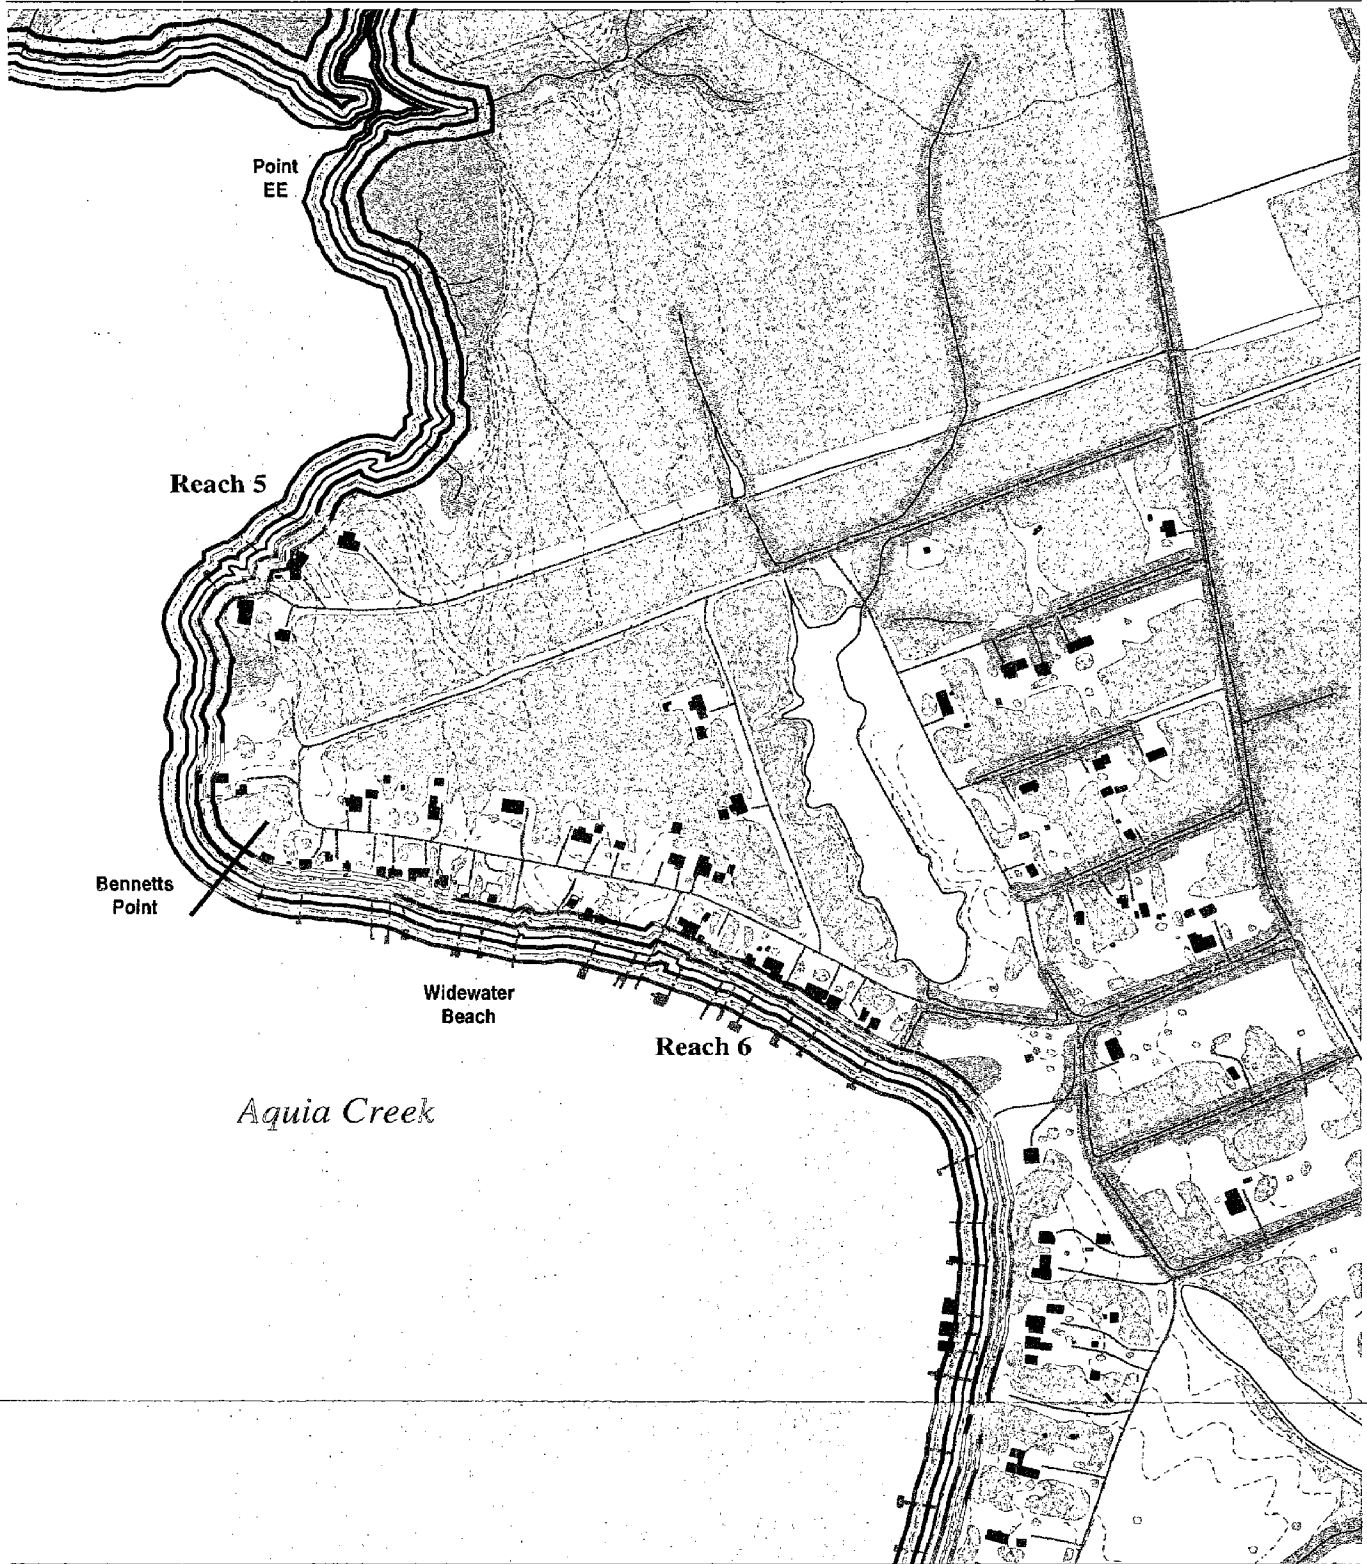 Point
EE
Reach 5
Bennetts
Point
Widewater
Beach
Reach 6
Aquia Creek